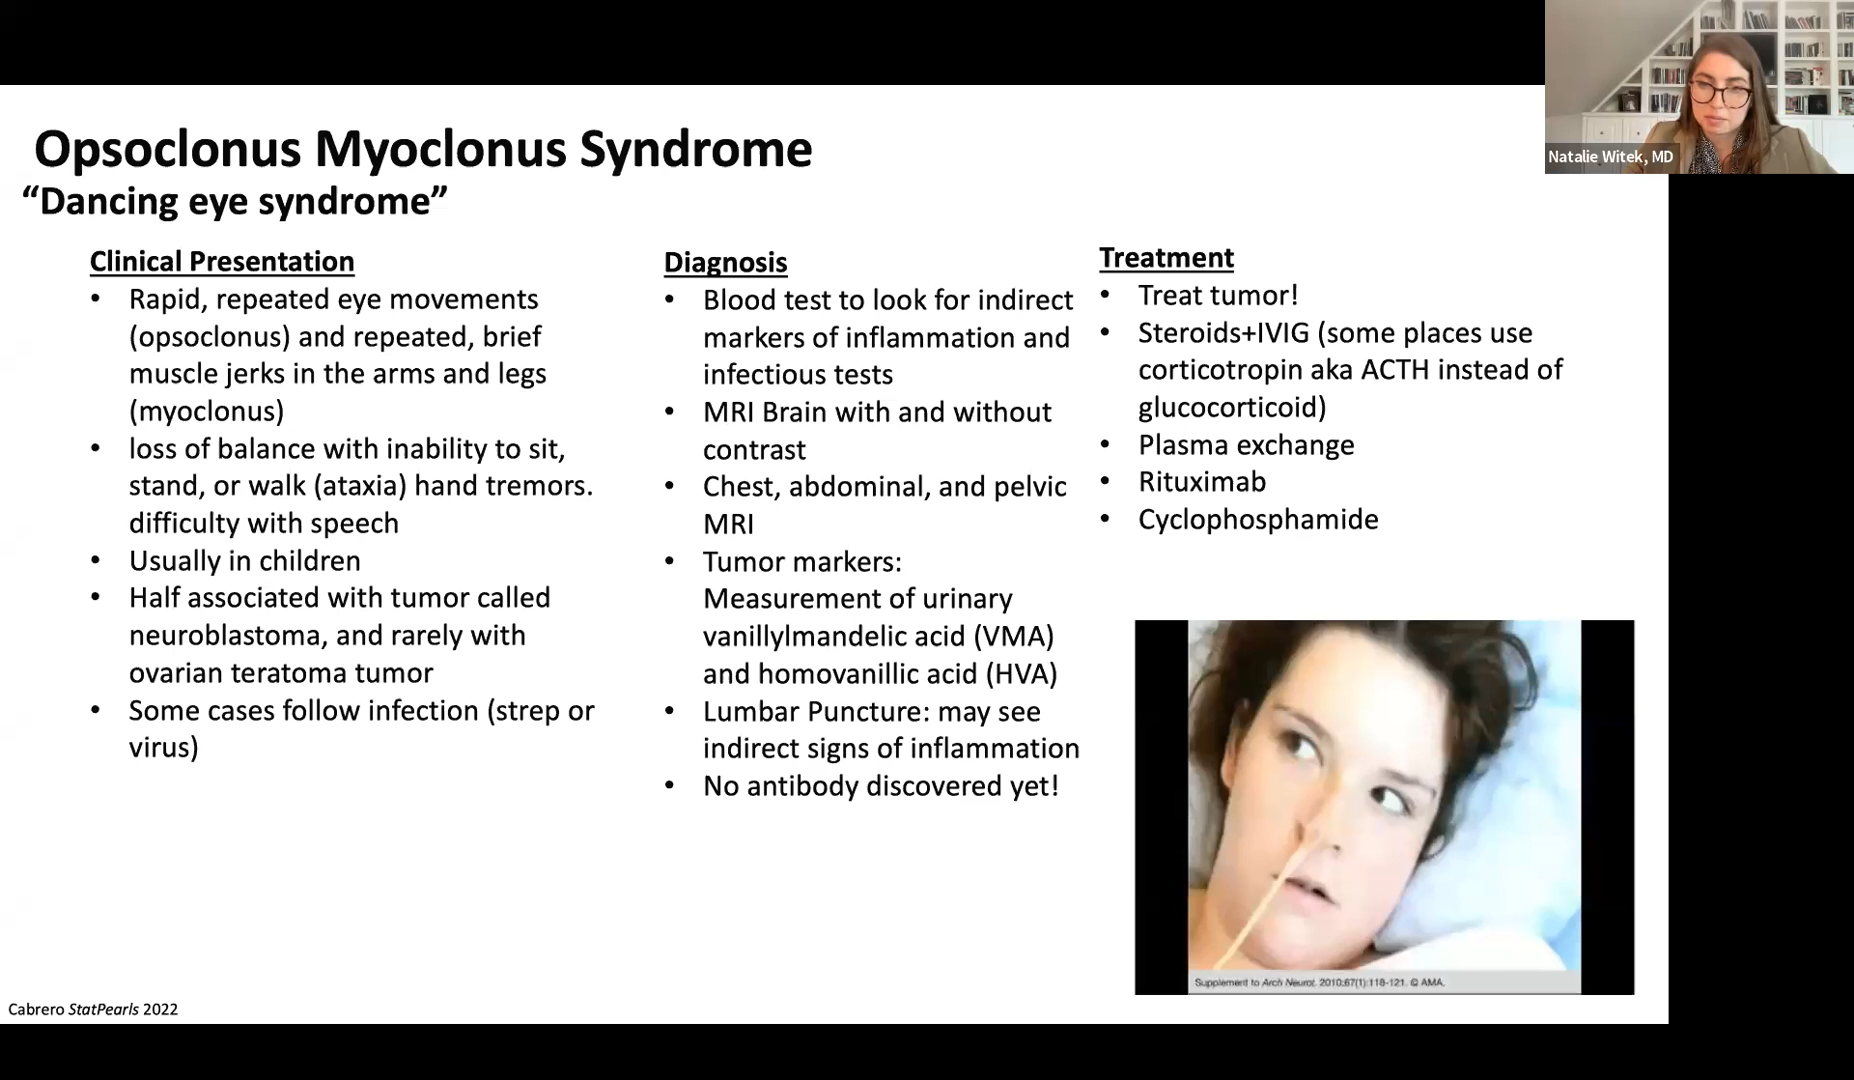 Natalie Witek, MD
Opsoclonus Myoclonus Syndrome
“Dancing eye syndrome”
Clinical Presentation
• Rapid, repeated eye movements
(opsoclonus) and repeated, brief
muscle jerks in the arms and legs
(myoclonus)
• loss of balance with inability to sit,
stand, or walk (ataxia) hand tremors.
difficulty with speech
• Usually in children
• Half associated with tumor called
neuroblastoma, and rarely with
ovarian teratoma tumor
• Some cases follow infection (strep or
virus)
Diagnosis
• Blood test to look for indirect
markers of inflammation and
infectious tests
• MRI Brain with and without
contrast
• Chest, abdominal, and pelvic
MRI
• Tumor markers:
Measurement of urinary
vanillylmandelic acid (VMA)
and homovanillic acid (HVA)
• Lumbar Puncture: may see
indirect signs of inflammation
• No antibody discovered yet!
Treatment
• Treat tumor!
• Steroids+IVIG (some places use
corticotropin aka ACTH instead of
glucocorticoid)
• Plasma exchange
• Rituximab
• Cyclophosphamide
Supplement to Arch Neurol. 2010;67(1):118-121. © AMA.
Cabrero StatPearls 2022